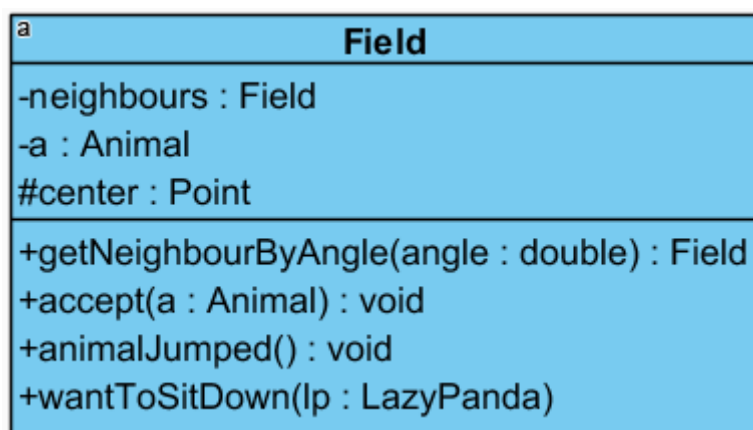 a
Field
-neighbours : Field
-a : Animal
#center : Point
+getNeighbourByAngle(angle : double) : Field
+accept(a : Animal) : void
+animalJumped() : void
+wantToSitDown(lp : LazyPanda)